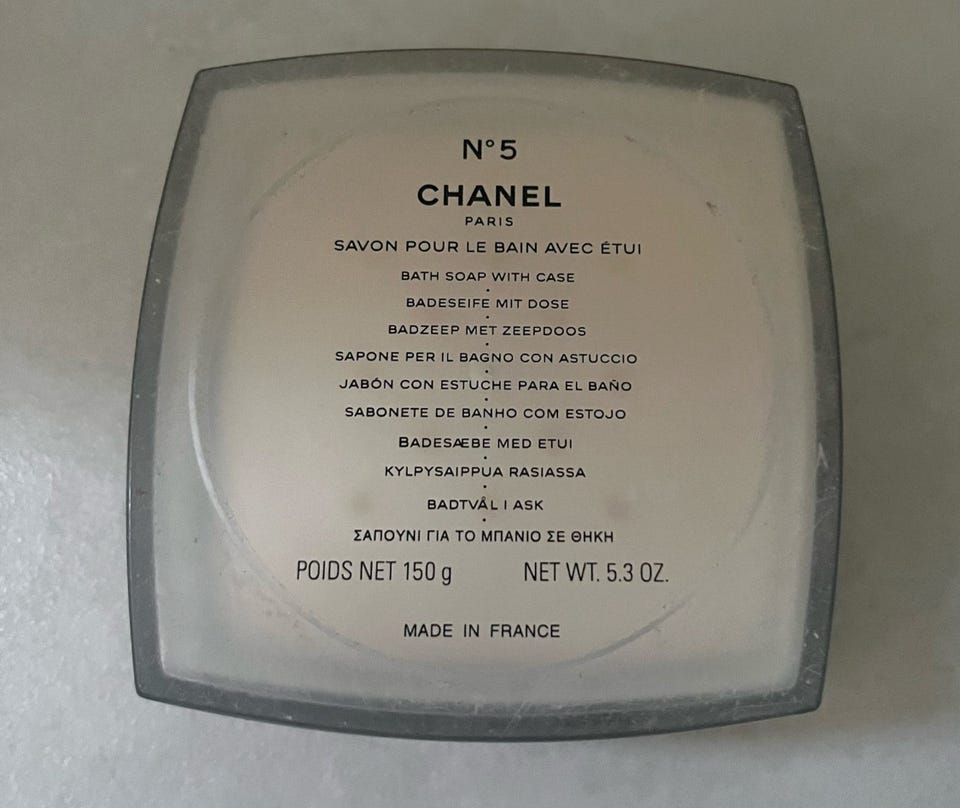 N°5
CHANEL
PARIS
SAVON POUR LE BAIN AVEC ÉTUI
BATH SOAP WITH CASE
BADESEIFE MIT DOSE
BADZEEP MET ZEEPDOOS
SAPONE PER IL BAGNO CON ASTUCCIO
JABÓN CON ESTUCHE PARA EL BAÑO
SABONETE DE BANHO COM ESTOJO
BADESÆBE MED ETUI
KYLPYSAIPPUA RASIASSA
BADTVÅL I ASK
ΣΑΠΟΥΝΙ ΓΙΑ ΤΟ ΜΠΑΝΙΟ ΣΕ ΘΗΚΗ
POIDS NET 150 g NET WT. 5.3 OZ.
MADE IN FRANCE